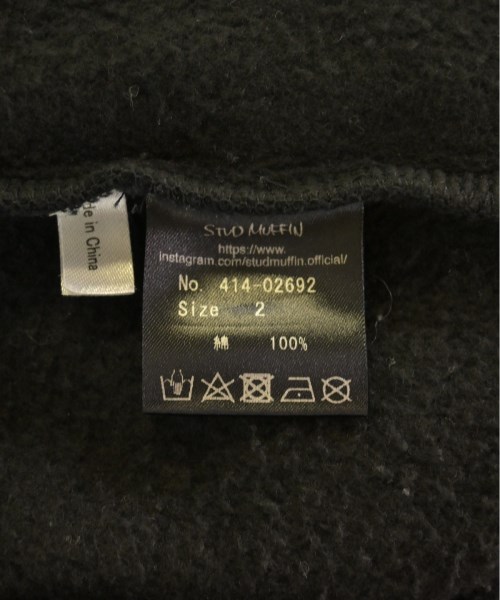 de in China
STUD MUFFIN
https://www.
instagram.com/studmuffin.official/
No. 414-02692
Size 2
綿 100%